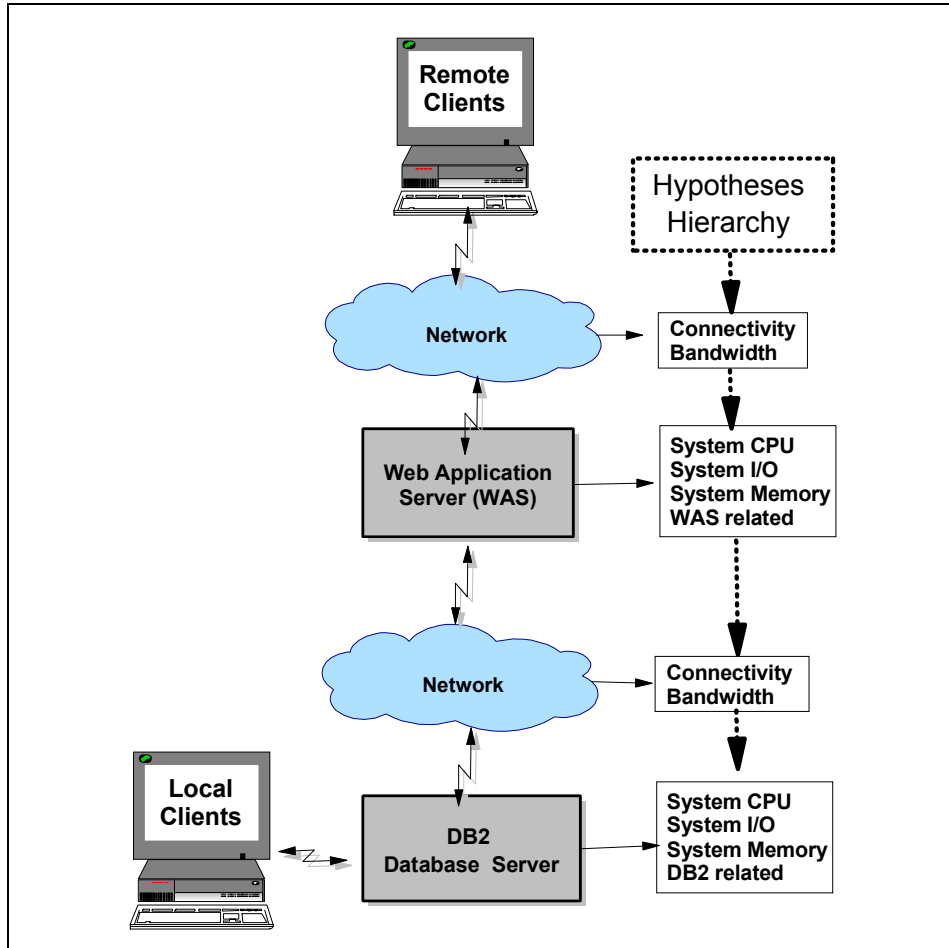 Remote
Clients
Hypotheses
Hierarchy
Network
Connectivity
Bandwidth
Web Application
Server (WAS)
System CPU
System I/O
System Memory
WAS related
Network
Connectivity
Bandwidth
Local
Clients
DB2
Database Server
System CPU
System I/O
System Memory
DB2 related